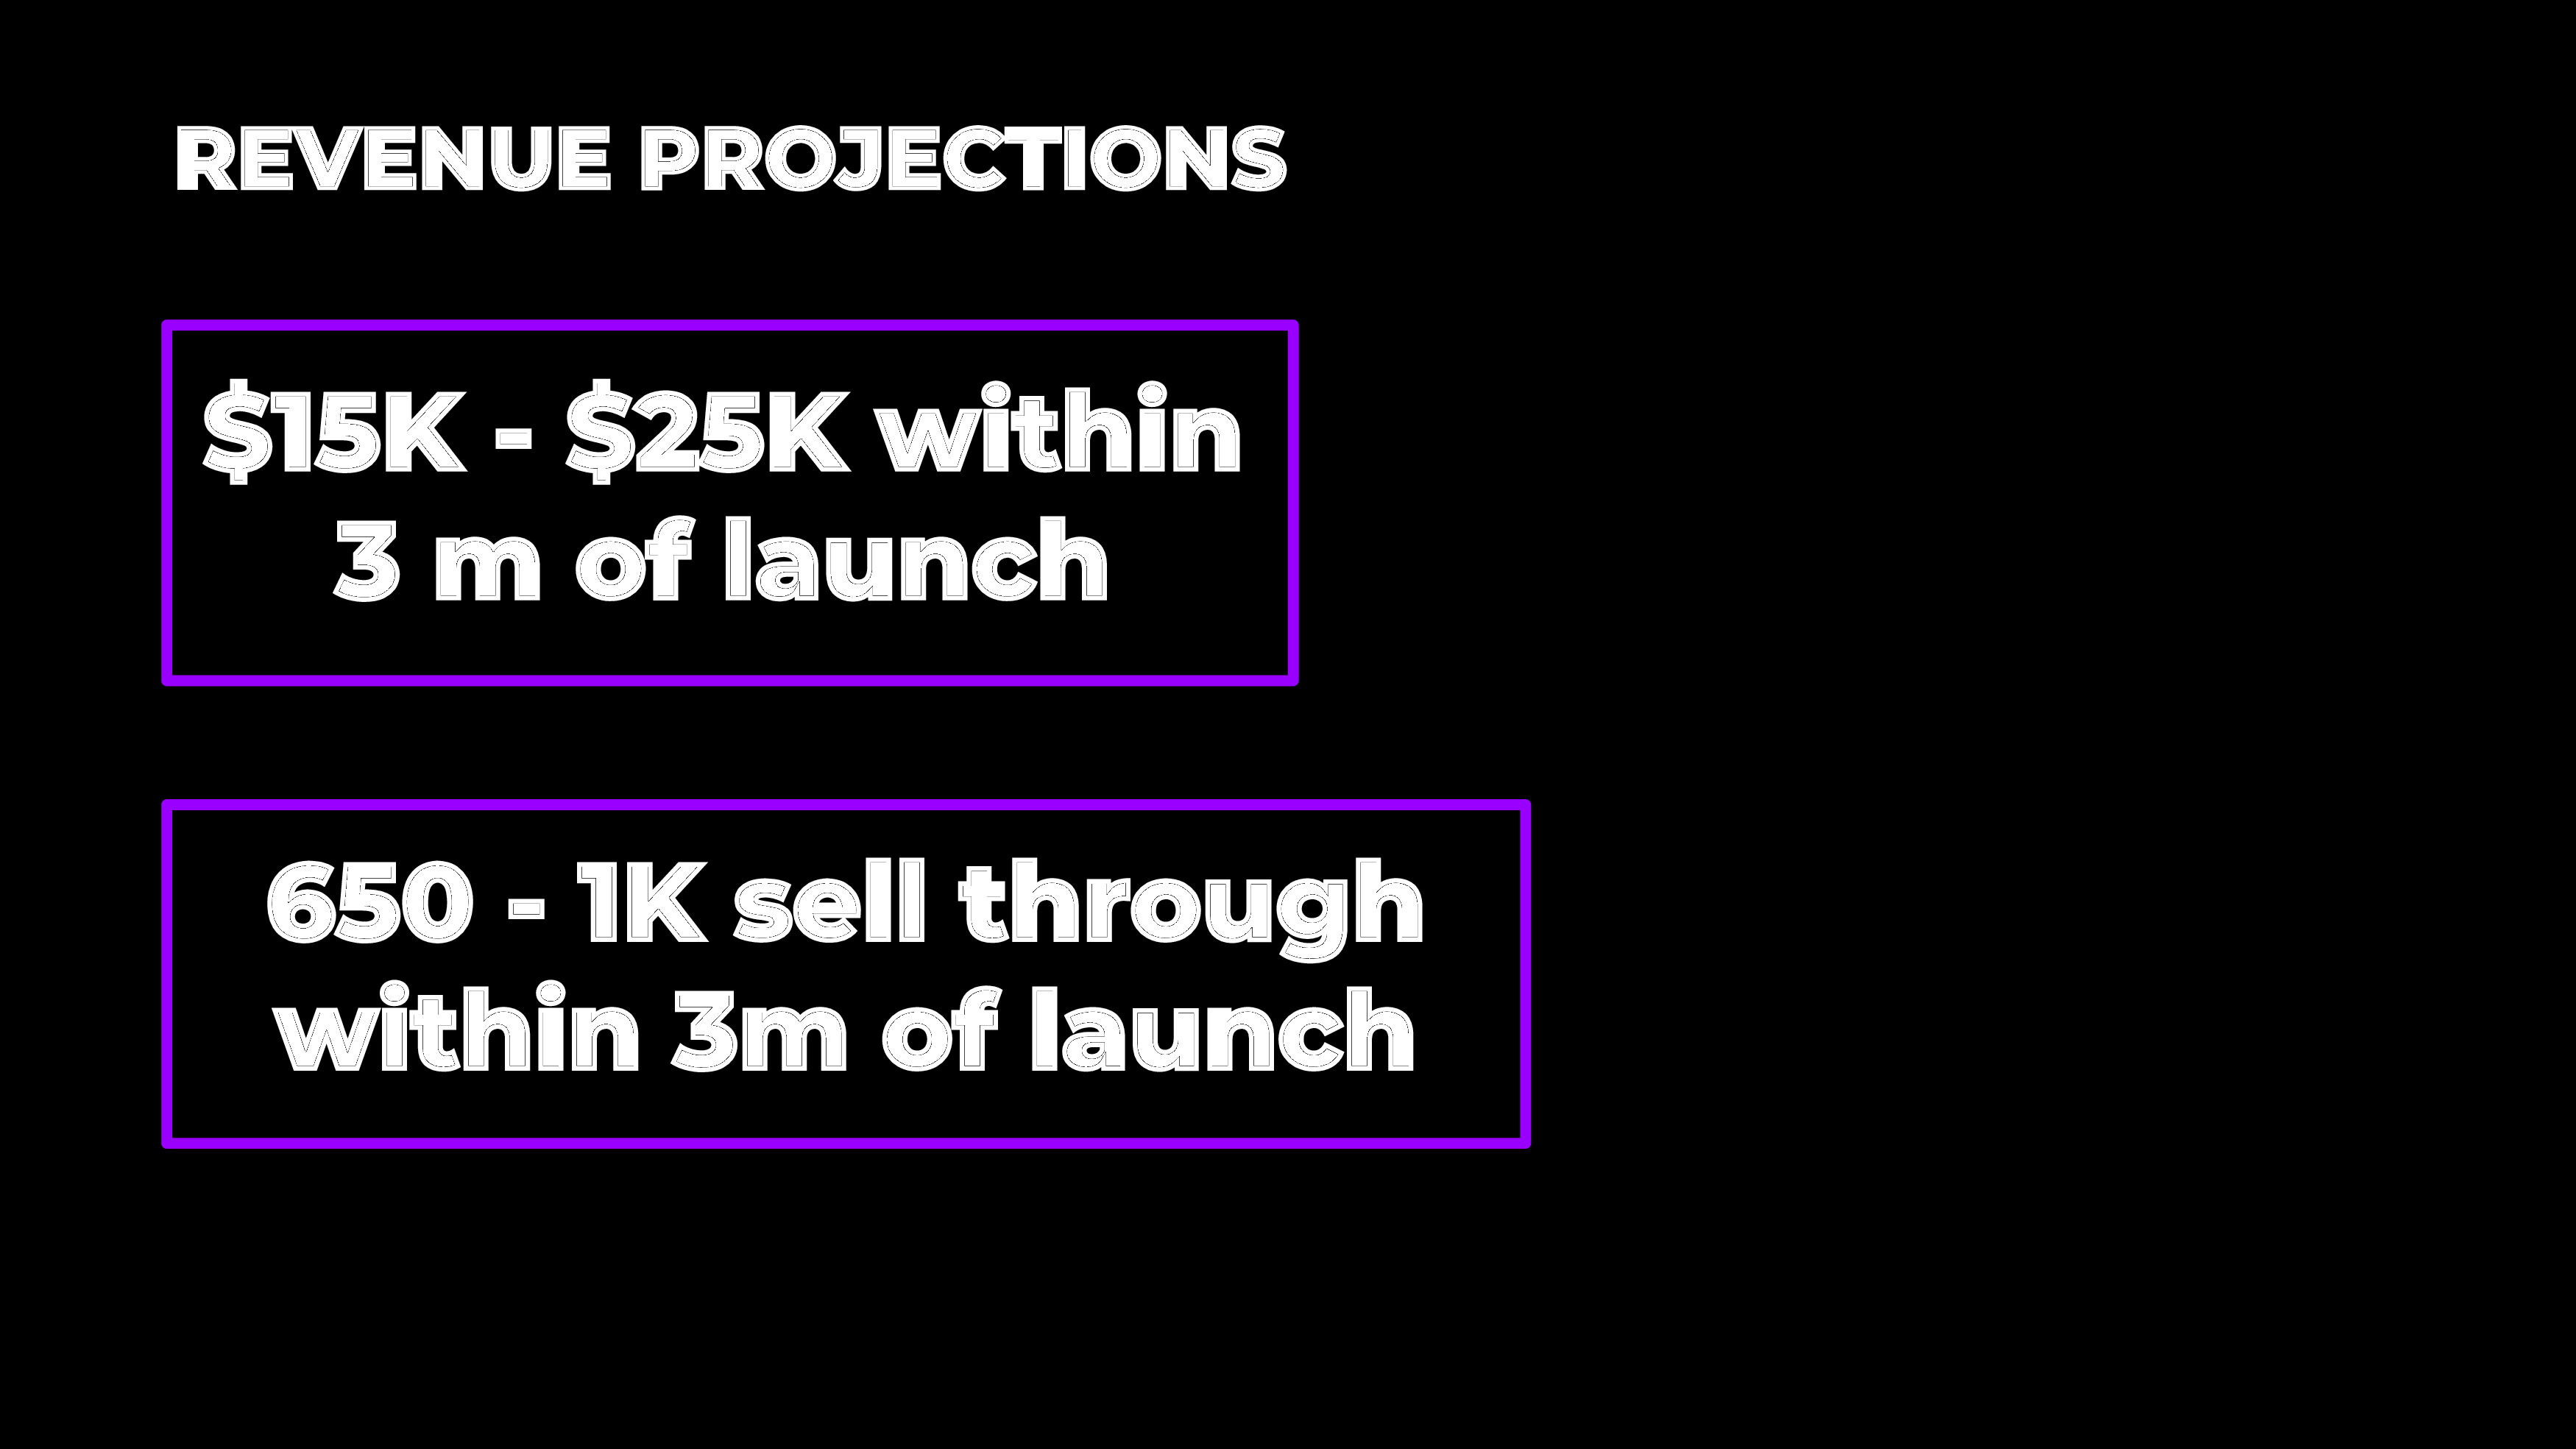 REVENUE PROJECTIONS
$15K - $25K within
3 m of launch
650 - 1K sell through
within 3m of launch